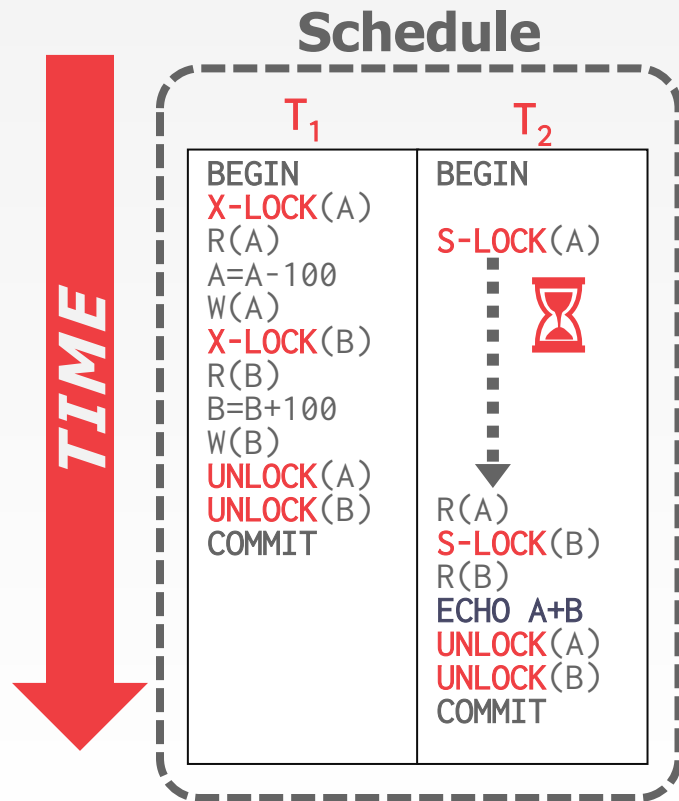 Schedule
TIME
T1
T2
BEGIN
X-LOCK(A)
R(A)
A=A-100
W(A)
X-LOCK(B)
R(B)
B=B+100
W(B)
UNLOCK(A)
UNLOCK(B)
COMMIT
BEGIN
S-LOCK(A)
R(A)
S-LOCK(B)
R(B)
ECHO A+B
UNLOCK(A)
UNLOCK(B)
COMMIT